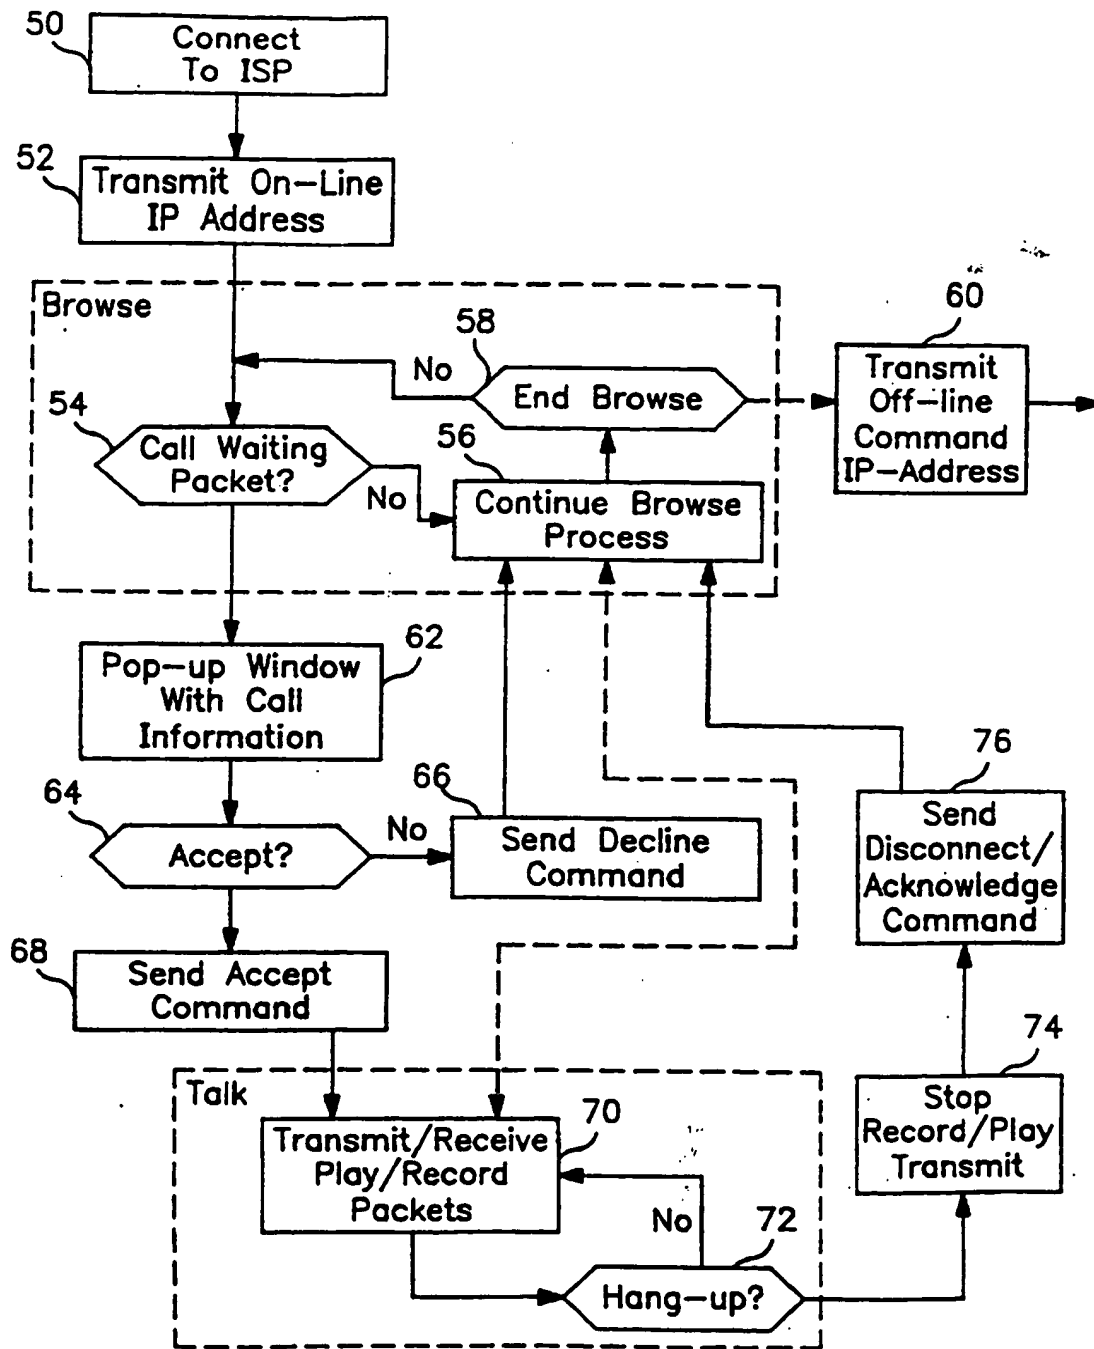 50
Connect
To ISP
52
Transmit On-Line
IP Address
Browse
58
60
No
End Browse
Transmit
Off-line
Command
IP-Address
54
Call Waiting
Packet?
No
56
Continue Browse
Process
62
Pop-up Window
With Call
Information
64
Accept?
No
66
Send Decline
Command
76
Send
Disconnect/
Acknowledge
Command
68
Send Accept
Command
74
Stop
Record/Play
Transmit
Talk
70
Transmit/Receive
Play/Record
Packets
No
72
Hang-up?